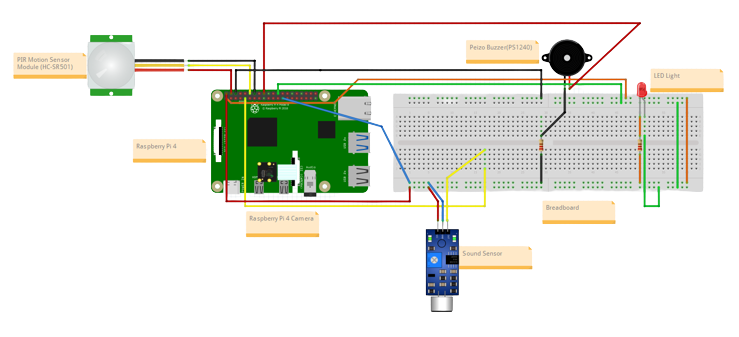 PIR Motion Sensor
Module (HC-SR501)
Peizo Buzzer(PS1240)
LED Light
Raspberry Pi 4
Raspberry Pi 4 Camera
Breadboard
Sound Sensor